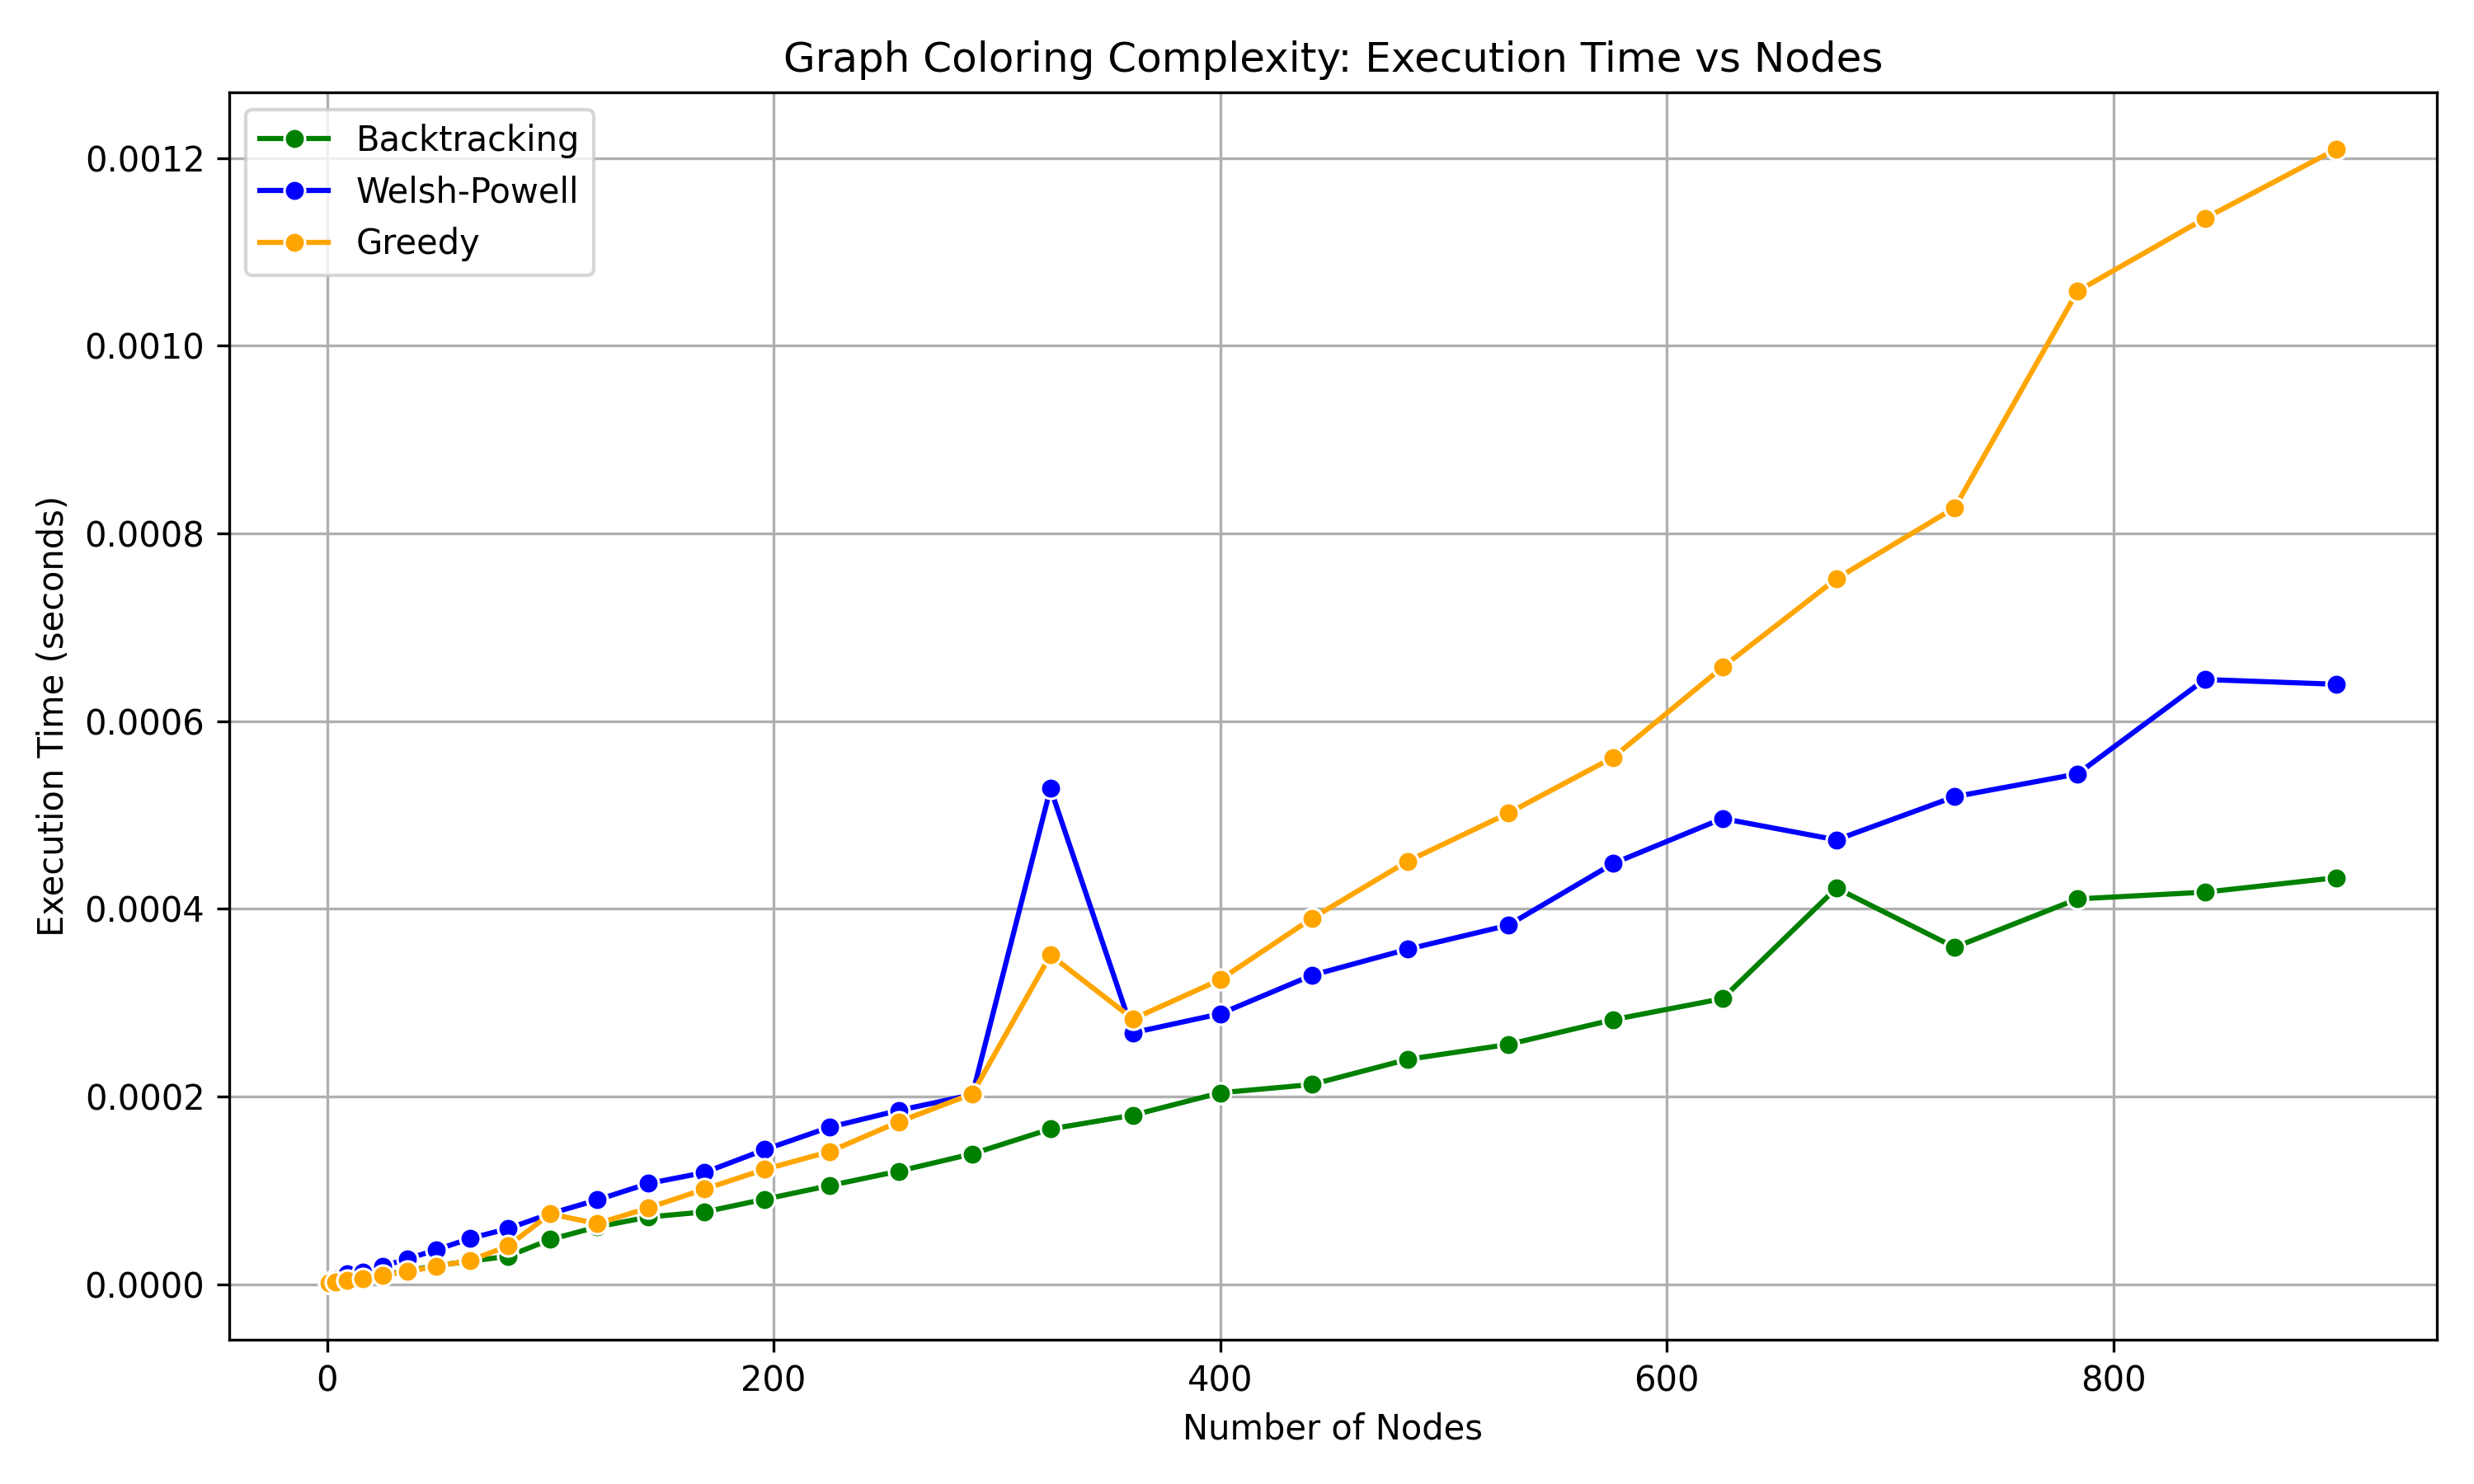 Graph Coloring Complexity: Execution Time vs Nodes
Backtracking
Welsh-Powell
Greedy
Execution Time (seconds)
0.0012
0.0010
0.0008
0.0006
0.0004
0.0002
0.0000
0 200 400 600 800
Number of Nodes